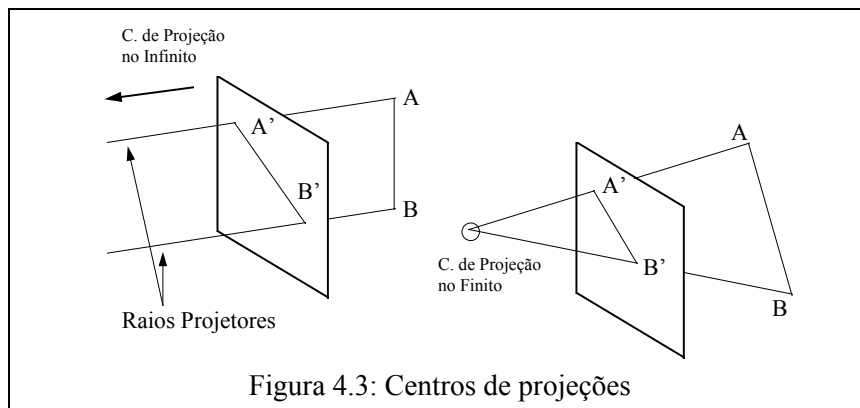 C. de Projeção
no Infinito
A
A’
B’
B
Raios Projetores
A
A’
B’
C. de Projeção
no Finito
B
Figura 4.3: Centros de projeções